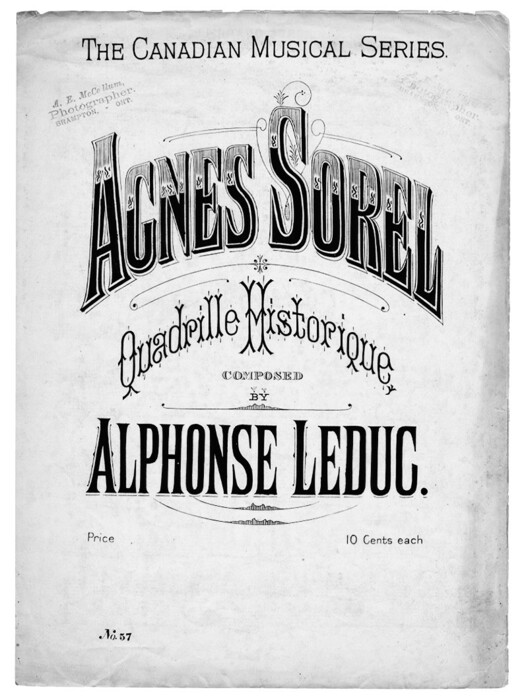 THE CANADIAN MUSICAL SERIES.
A. E. McCollum,
Photographer,
ONT.
AGNES SOREL
Quadrille Historique
COMPOSED
BY
ALPHONSE LEDUC.
Price 10 Cents each
No. 57